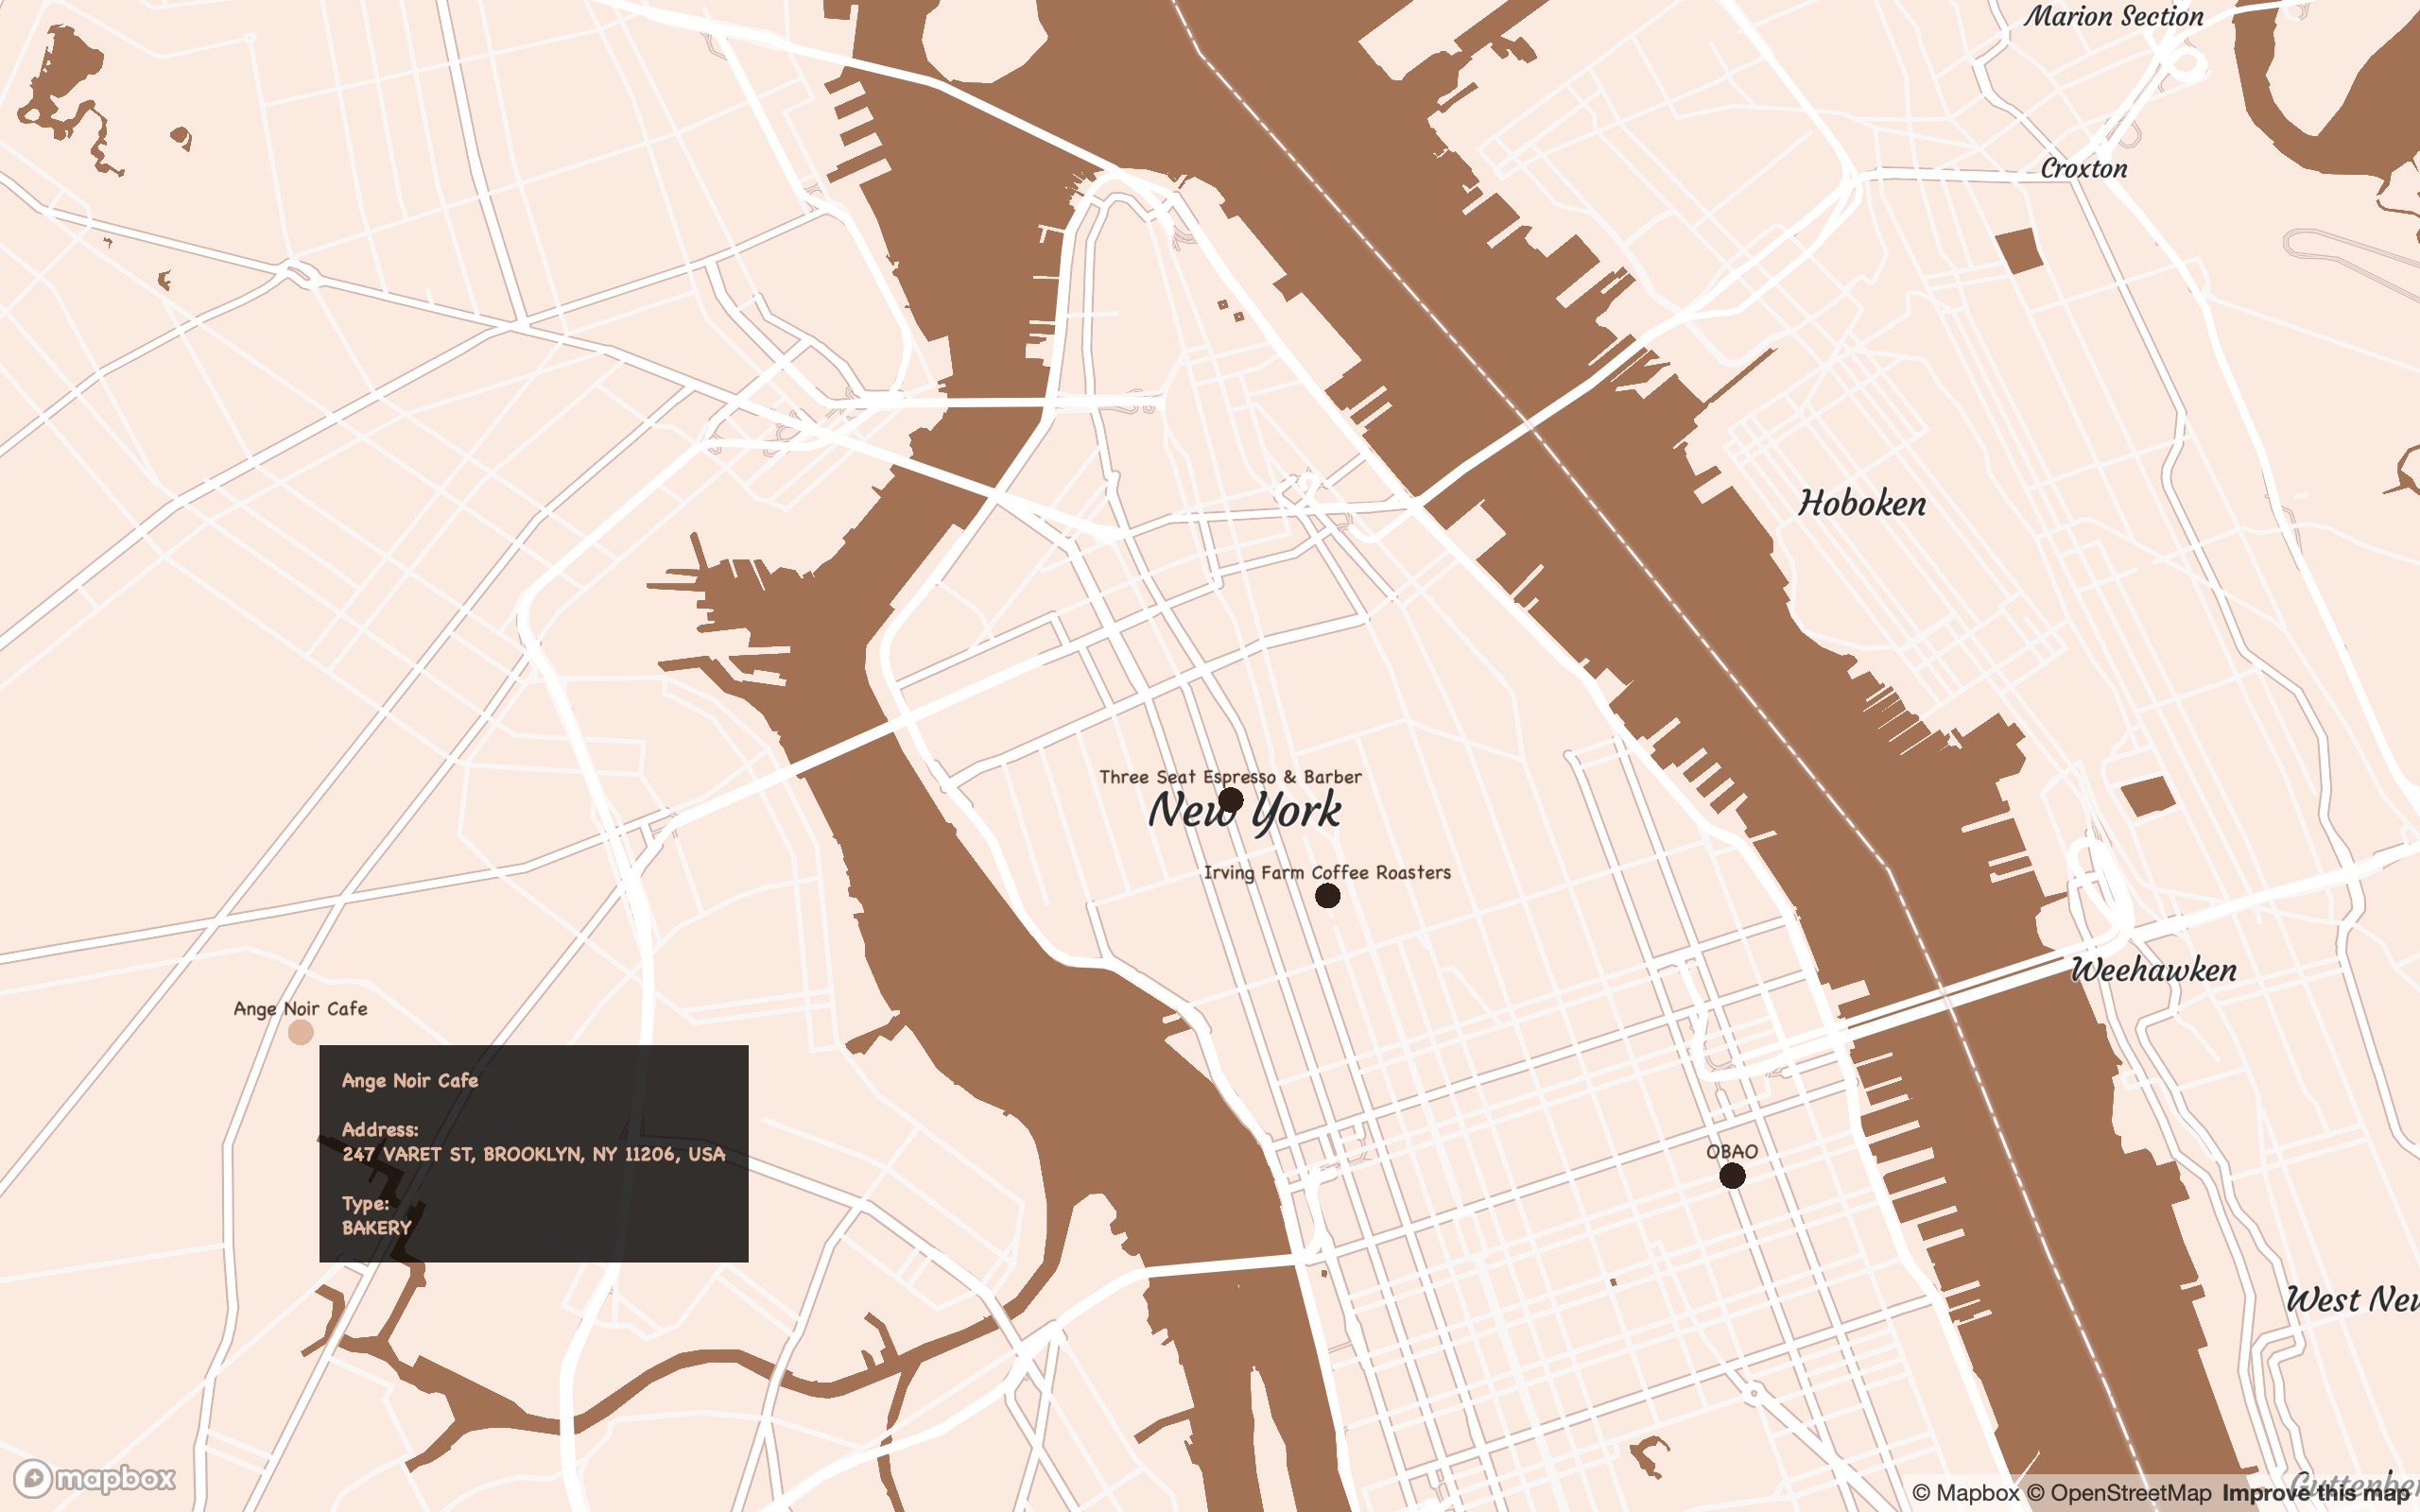 Marion Section
Croxton
Hoboken
Three Seat Espresso & Barber
New York
Irving Farm Coffee Roasters
Weehawken
Ange Noir Cafe
Ange Noir Cafe
Address:
247 VARET ST, BROOKLYN, NY 11206, USA
Type:
BAKERY
OBAO
West New
mapbox
© Mapbox © OpenStreetMap Improve this map